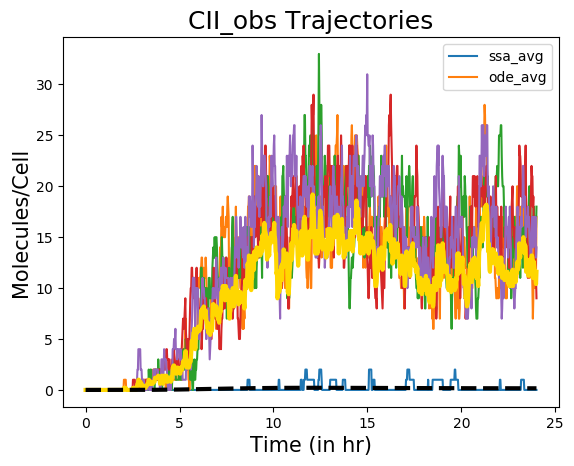 CII_obs Trajectories
ssa_avg
ode_avg
Molecules/Cell
30
25
20
15
10
5
0
0 5 10 15 20 25
Time (in hr)